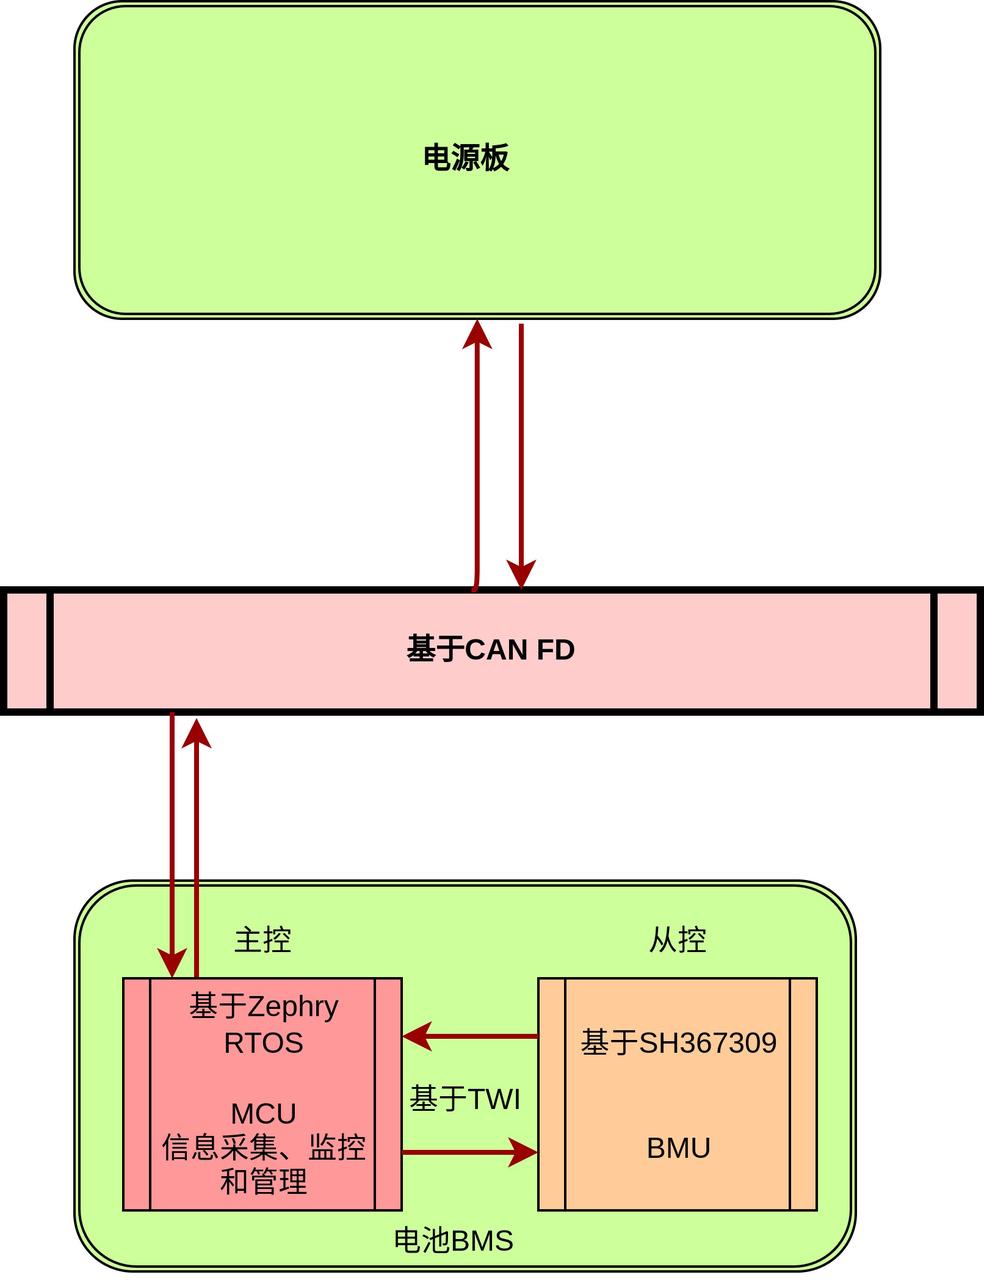 电源板
基于CAN FD
主控
从控
基于Zephry
RTOS
MCU
信息采集、监控
和管理
基于TWI
基于SH367309
BMU
电池BMS